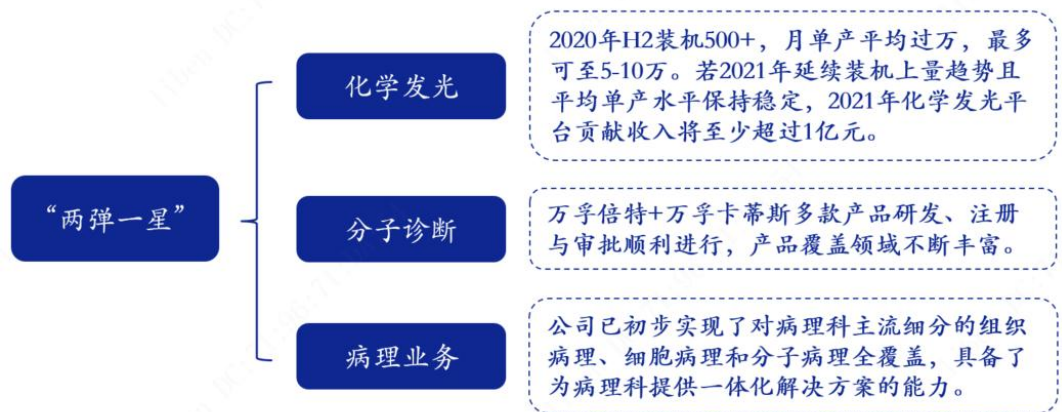 化学发光
2020年H2装机500+，月单产平均过万，最多
可至5-10万。若2021年延续装机上量趋势且
平均单产水平保持稳定，2021年化学发光平
台贡献收入将至少超过1亿元。
“两弹一星”
分子诊断
万孚倍特+万孚卡蒂斯多款产品研发、注册
与审批顺利进行，产品覆盖领域不断丰富。
病理业务
公司已初步实现了对病理科主流细分的组织
病理、细胞病理和分子病理全覆盖，具备了
为病理科提供一体化解决方案的能力。